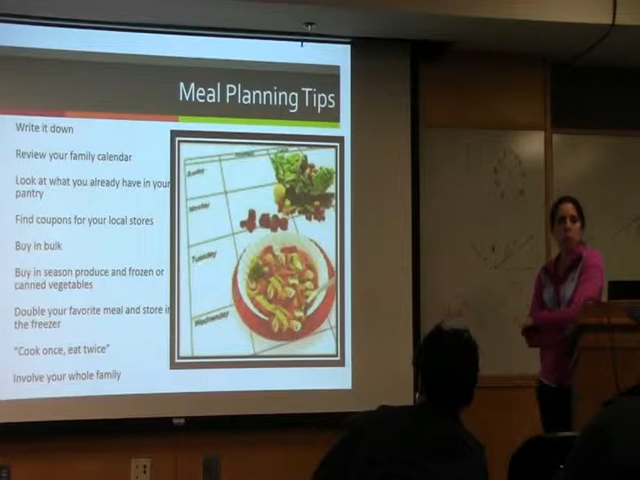 Meal Planning Tips
Write it down
Review your family calendar
Look at what you already have in your
pantry
Find coupons for your local stores
Buy in bulk
Buy in season produce and frozen or
canned vegetables
Double your favorite meal and store in
the freezer
"Cook once, eat twice"
Involve your whole family
Sunday
Monday
Tuesday
Wednesday